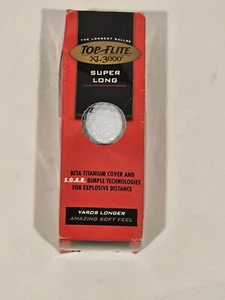 THE LONGEST BALLS
TOP-FLITE
XL 3000
SUPER
LONG
BETA TITANIUM COVER AND
S.O.A.R. DIMPLE TECHNOLOGIES
FOR EXPLOSIVE DISTANCE
YARDS LONGER
AMAZING SOFT FEEL